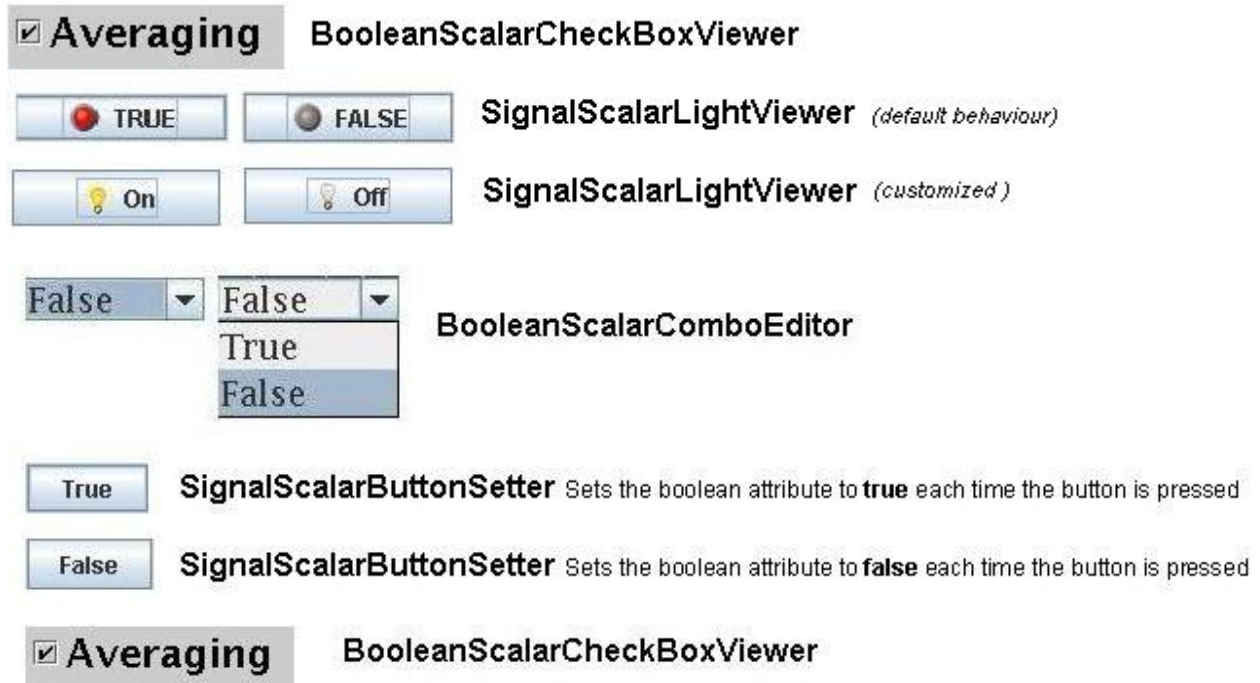 Averaging BooleanScalarCheckBoxViewer
TRUE FALSE SignalScalarLightViewer (default behaviour)
On Off SignalScalarLightViewer (customized )
False False BooleanScalarComboEditor
True
False
True SignalScalarButtonSetter Sets the boolean attribute to true each time the button is pressed
False SignalScalarButtonSetter Sets the boolean attribute to false each time the button is pressed
Averaging BooleanScalarCheckBoxViewer